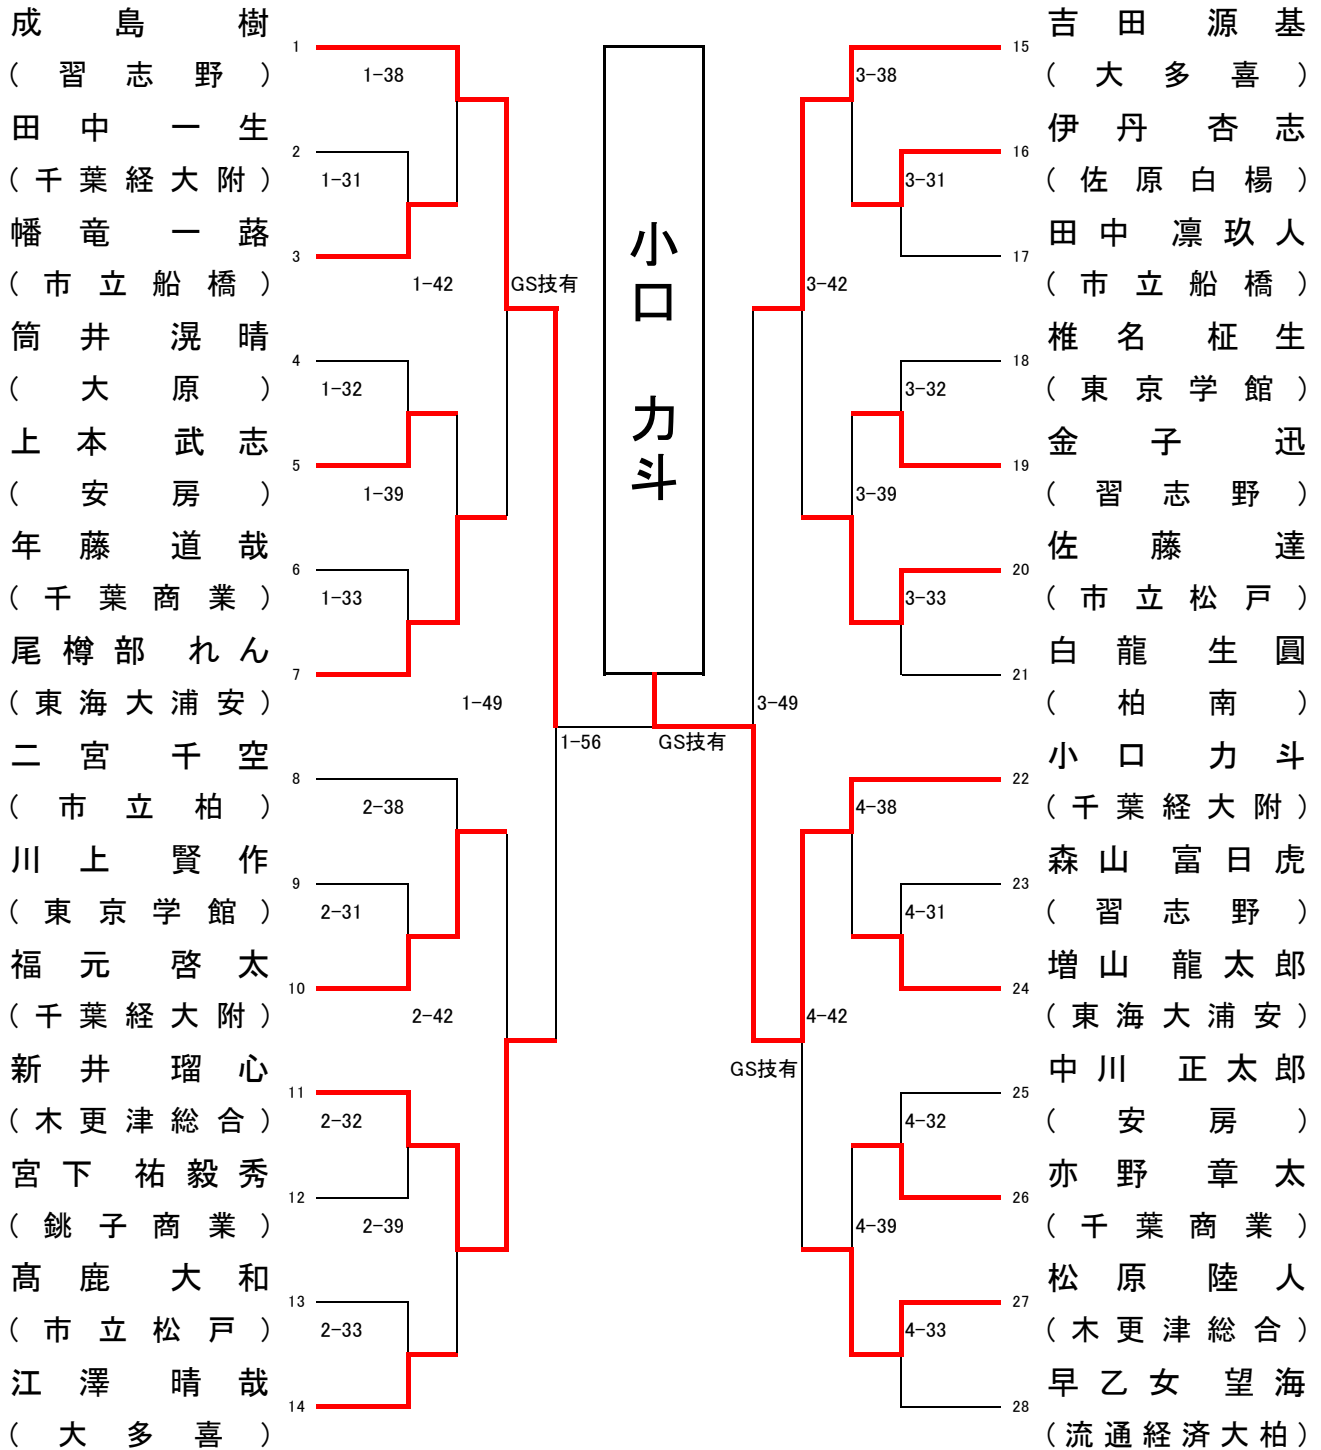 成島樹
(習志野)
1
1-38
田中一生
(千葉経大附)
2
1-31
幡竜一蕗
(市立船橋)
3
1-42
GS技有
筒井滉晴
(大原)
4
1-32
上本武志
(安房)
5
1-39
年藤道哉
(千葉商業)
6
1-33
尾樽部れん
(東海大浦安)
7
1-49
二宮千空
(市立柏)
8
2-38
川上賢作
(東京学館)
9
2-31
福元啓太
(千葉経大附)
10
2-42
新井瑠心
(木更津総合)
11
2-32
宮下祐毅秀
(銚子商業)
12
2-39
髙鹿大和
(市立松戸)
13
2-33
江澤晴哉
(大多喜)
14
小口力斗
1-56
GS技有
吉田源基
(大多喜)
15
3-38
伊丹杏志
(佐原白楊)
16
3-31
田中凛玖人
(市立船橋)
17
3-42
椎名柾生
(東京学館)
18
3-32
金子迅
(習志野)
19
3-39
佐藤達
(市立松戸)
20
3-33
白龍生圓
(柏南)
21
3-49
小口力斗
(千葉経大附)
22
4-38
森山富日虎
(習志野)
23
4-31
増山龍太郎
(東海大浦安)
24
4-42
GS技有
中川正太郎
(安房)
25
4-32
亦野章太
(千葉商業)
26
4-39
松原陸人
(木更津総合)
27
4-33
早乙女望海
(流通経済大柏)
28